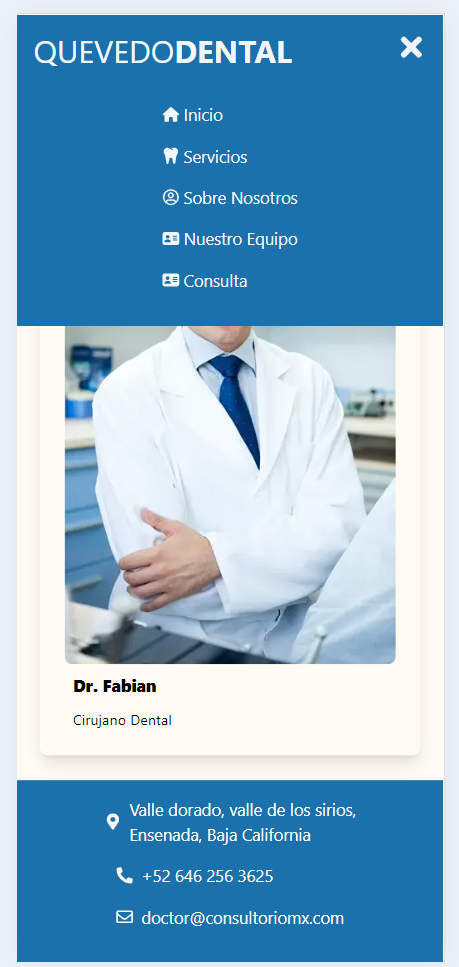 QUEVEDODENTAL
Inicio
Servicios
Sobre Nosotros
Nuestro Equipo
Consulta
Dr. Fabian
Cirujano Dental
Valle dorado, valle de los sirios,
Ensenada, Baja California
+52 646 256 3625
doctor@consultoriomx.com